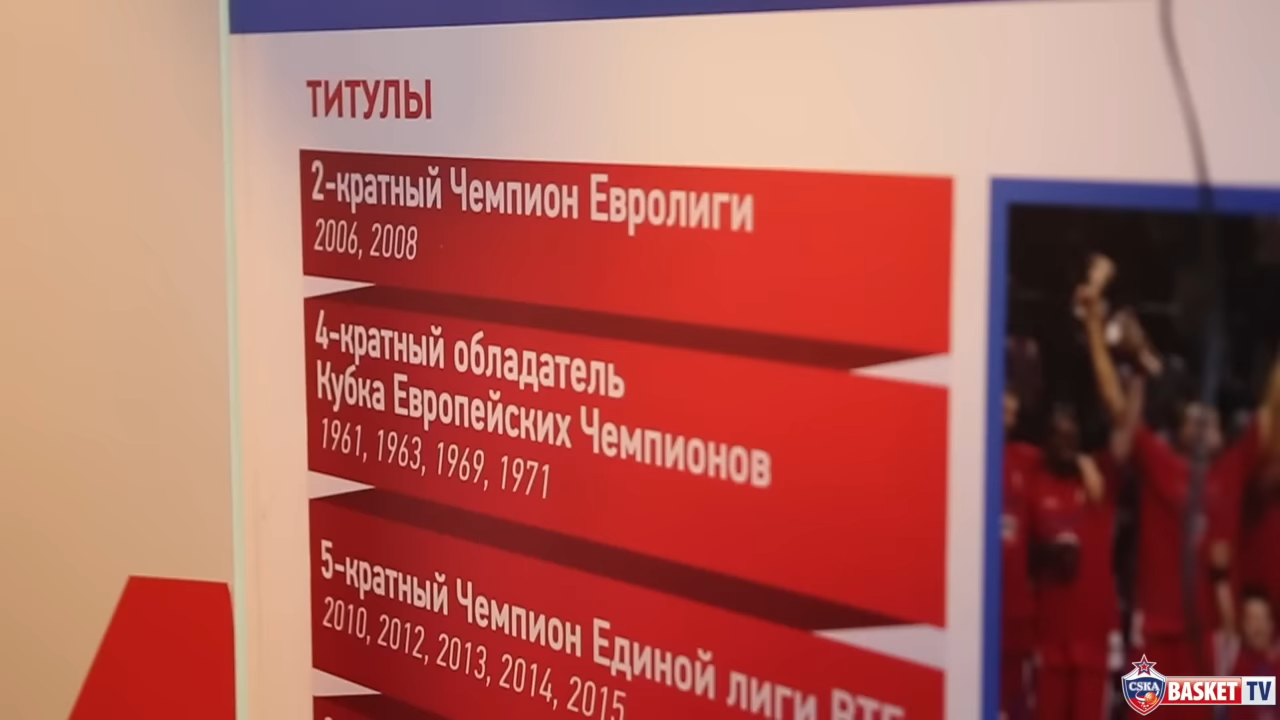 ТИТУЛЫ
2-кратный Чемпион Евролиги
2006, 2008
4-кратный обладатель
Кубка Европейских Чемпионов
1961, 1963, 1969, 1971
5-кратный Чемпион Единой лиги ВТБ
2010, 2012, 2013, 2014, 2015
CSKA BASKET TV